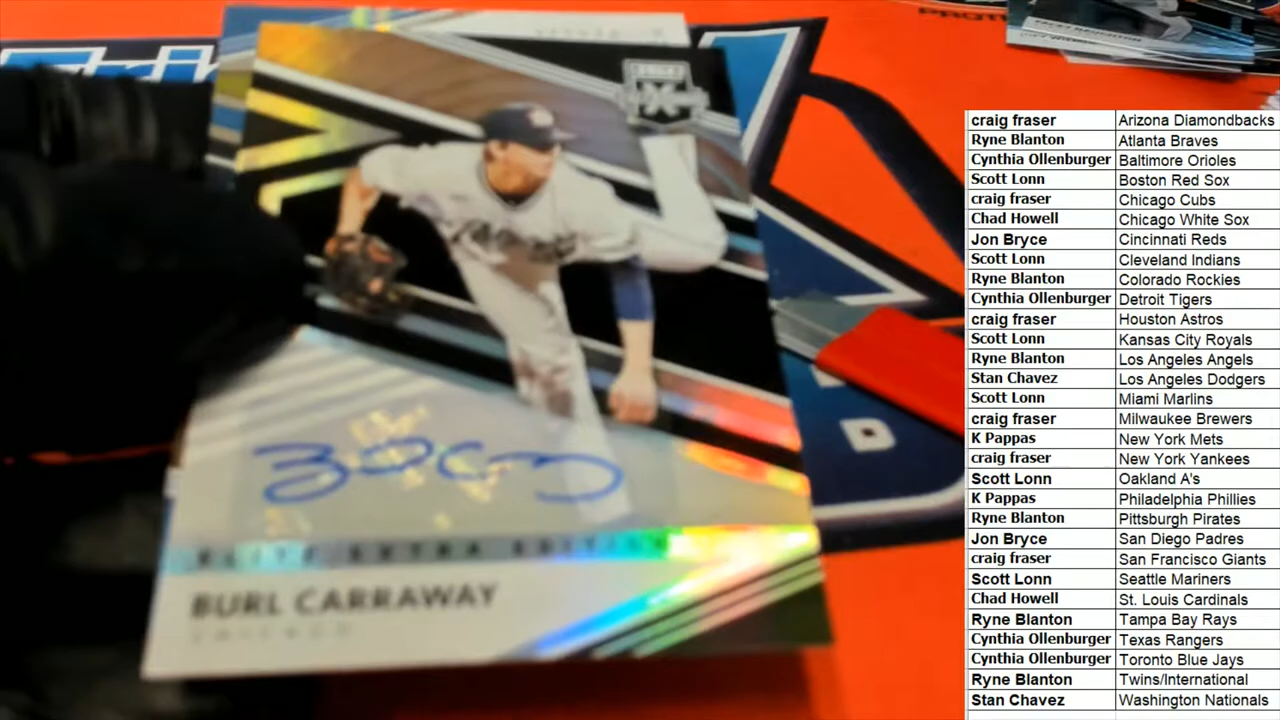 ELITE EXTRA EDITION
BURL CARRAWAY
CHICAGO
craig fraser Arizona Diamondbacks
Ryne Blanton Atlanta Braves
Cynthia Ollenburger Baltimore Orioles
Scott Lonn Boston Red Sox
craig fraser Chicago Cubs
Chad Howell Chicago White Sox
Jon Bryce Cincinnati Reds
Scott Lonn Cleveland Indians
Ryne Blanton Colorado Rockies
Cynthia Ollenburger Detroit Tigers
craig fraser Houston Astros
Scott Lonn Kansas City Royals
Ryne Blanton Los Angeles Angels
Stan Chavez Los Angeles Dodgers
Scott Lonn Miami Marlins
craig fraser Milwaukee Brewers
K Pappas New York Mets
craig fraser New York Yankees
Scott Lonn Oakland A's
K Pappas Philadelphia Phillies
Ryne Blanton Pittsburgh Pirates
Jon Bryce San Diego Padres
craig fraser San Francisco Giants
Scott Lonn Seattle Mariners
Chad Howell St. Louis Cardinals
Ryne Blanton Tampa Bay Rays
Cynthia Ollenburger Texas Rangers
Cynthia Ollenburger Toronto Blue Jays
Ryne Blanton Twins/International
Stan Chavez Washington Nationals